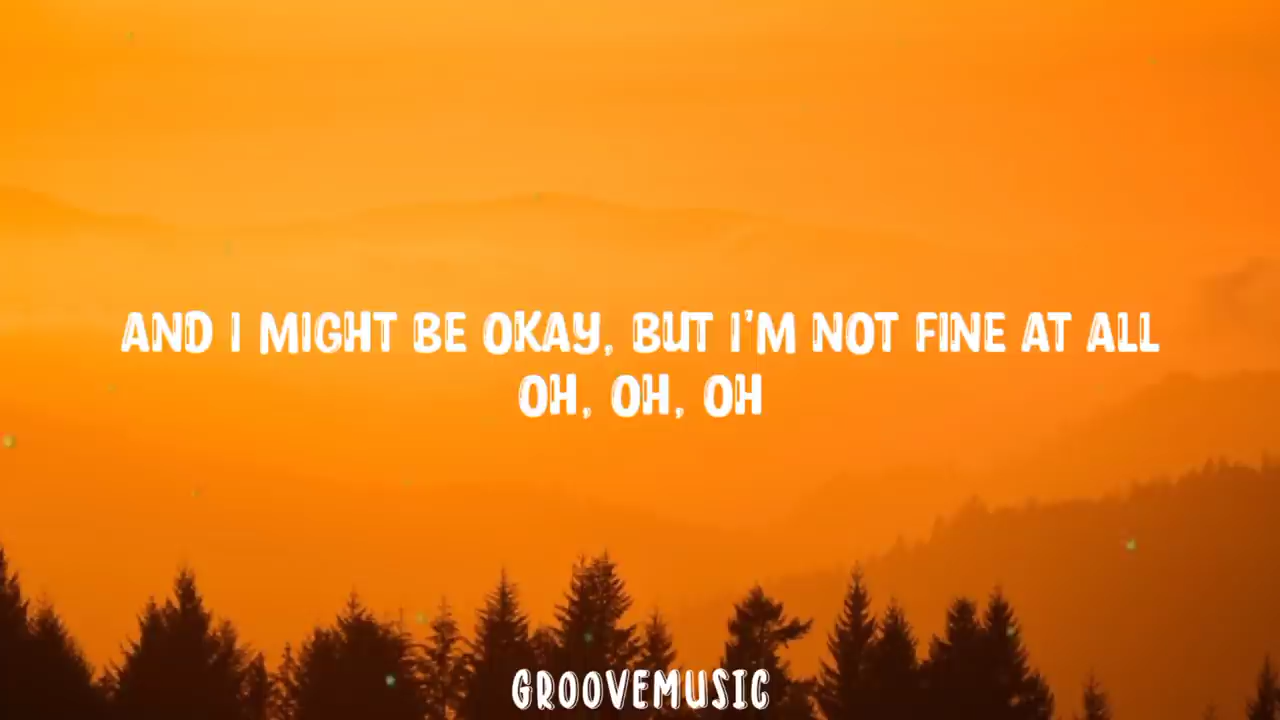 AND I MIGHT BE OKAY, BUT I'M NOT FINE AT ALL
OH, OH, OH
GROOVEMUSIC